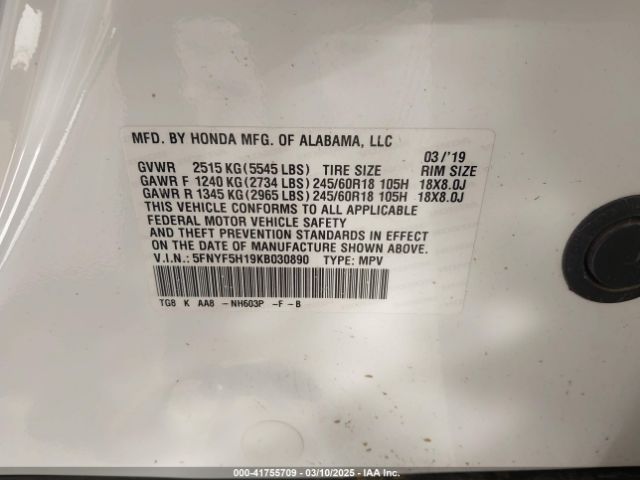 MFD. BY HONDA MFG. OF ALABAMA, LLC
03/'19
GVWR 2515 KG(5545 LBS) TIRE SIZE RIM SIZE
GAWR F 1240 KG(2734 LBS)245/60R18 105H 18X8.0J
GAWR R 1345 KG(2965 LBS)245/60R18 105H 18X8.0J
THIS VEHICLE CONFORMS TO ALL APPLICABLE
FEDERAL MOTOR VEHICLE SAFETY
AND THEFT PREVENTION STANDARDS IN EFFECT
ON THE DATE OF MANUFACTURE SHOWN ABOVE.
V.I.N.:5FNYF5H19KB030890 TYPE: MPV
TG8 K AA8 - NH603P -F - B
000-41755709 - 03/10/2025 - IAA Inc.